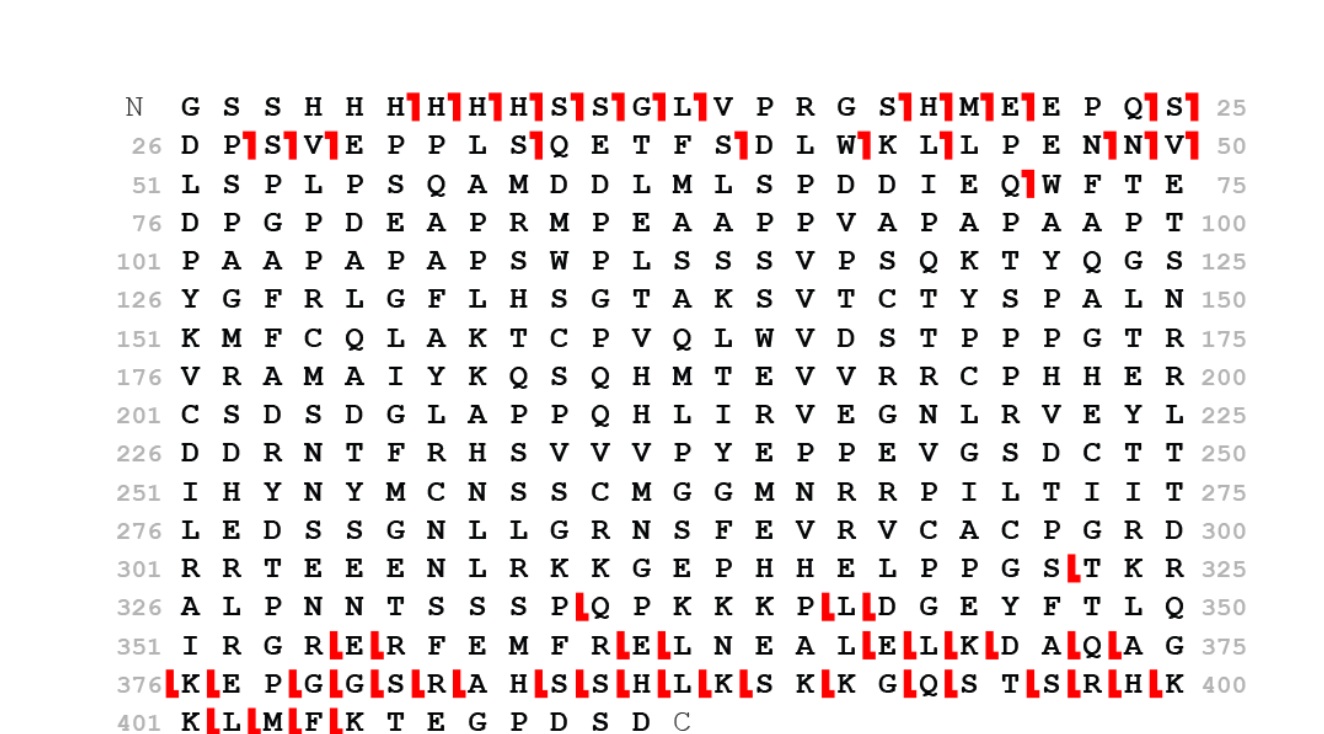 N G S S H H H H H H S S G L V P R G S H M E E P Q S 25
26 D P S V E P P L S Q E T F S D L W K L L P E N N V 50
51 L S P L P S Q A M D D L M L S P D D I E Q W F T E 75
76 D P G P D E A P R M P E A A P P V A P A P A A P T 100
101 P A A P A P A P S W P L S S S V P S Q K T Y Q G S 125
126 Y G F R L G F L H S G T A K S V T C T Y S P A L N 150
151 K M F C Q L A K T C P V Q L W V D S T P P P G T R 175
176 V R A M A I Y K Q S Q H M T E V V R R C P H H E R 200
201 C S D S D G L A P P Q H L I R V E G N L R V E Y L 225
226 D D R N T F R H S V V V P Y E P P E V G S D C T T 250
251 I H Y N Y M C N S S C M G G M N R R P I L T I I T 275
276 L E D S S G N L L G R N S F E V R V C A C P G R D 300
301 R R T E E E N L R K K G E P H H E L P P G S T K R 325
326 A L P N N T S S S P Q P K K K P L D G E Y F T L Q 350
351 I R G R E R F E M F R E L N E A L E L K D A Q A G 375
376 K E P G G S R A H S S H L K S K K G Q S T S R H K 400
401 K L M F K T E G P D S D C